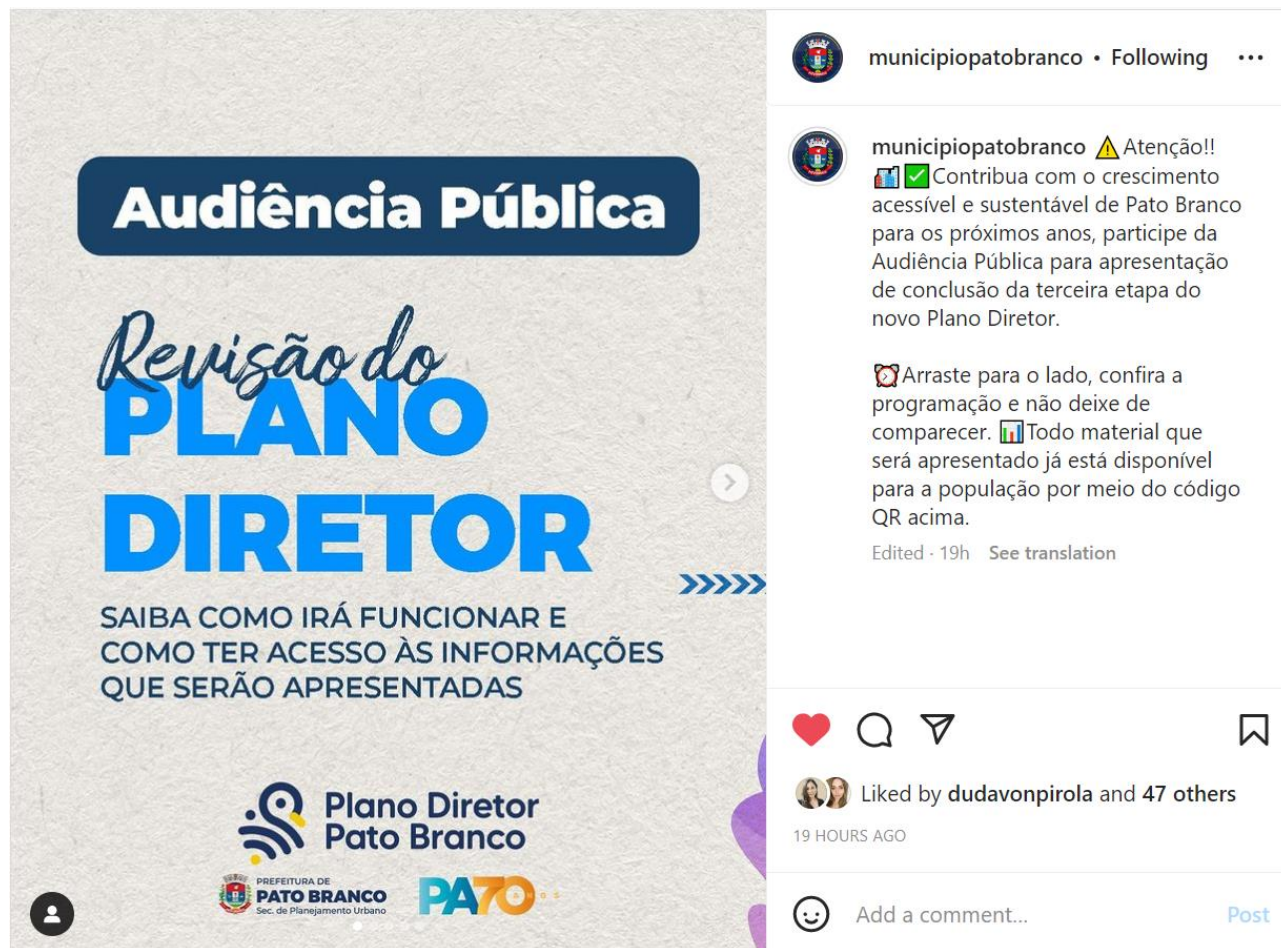 Audiência Pública
Revisão do
PLANO
DIRETOR
SAIBA COMO IRÁ FUNCIONAR E
COMO TER ACESSO ÀS INFORMAÇÕES
QUE SERÃO APRESENTADAS
Plano Diretor
Pato Branco
PREFEITURA DE
PATO BRANCO
Sec. de Planejamento Urbano
PA70
ANOS
municipiopatobranco • Following
municipiopatobranco ⚠️ Atenção!!
🏙️✅Contribua com o crescimento
acessível e sustentável de Pato Branco
para os próximos anos, participe da
Audiência Pública para apresentação
de conclusão da terceira etapa do
novo Plano Diretor.
⏰Arraste para o lado, confira a
programação e não deixe de
comparecer. 📊Todo material que
será apresentado já está disponível
para a população por meio do código
QR acima.
Edited · 19h See translation
Liked by dudavonpirola and 47 others
19 HOURS AGO
Add a comment...
Post